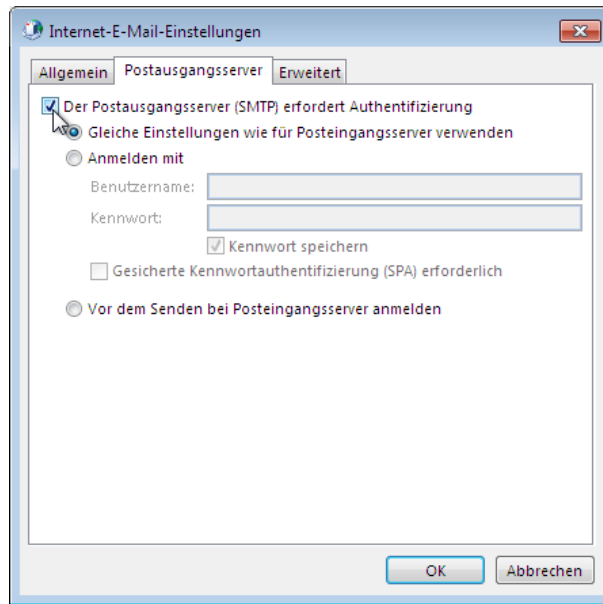 Internet-E-Mail-Einstellungen
Allgemein Postausgangsserver Erweitert
Der Postausgangsserver (SMTP) erfordert Authentifizierung
Gleiche Einstellungen wie für Posteingangsserver verwenden
Anmelden mit
Benutzername:
Kennwort:
Kennwort speichern
Gesicherte Kennwortauthentifizierung (SPA) erforderlich
Vor dem Senden bei Posteingangsserver anmelden
OK Abbrechen